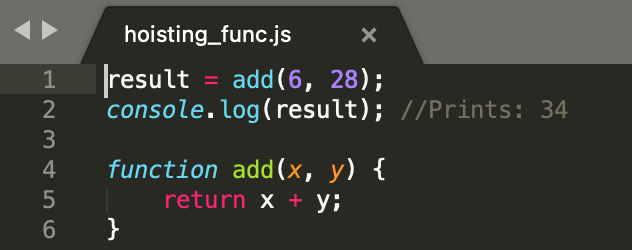 hoisting_func.js ×
1 result = add(6, 28);
2 console.log(result); //Prints: 34
3
4 function add(x, y) {
5     return x + y;
6 }